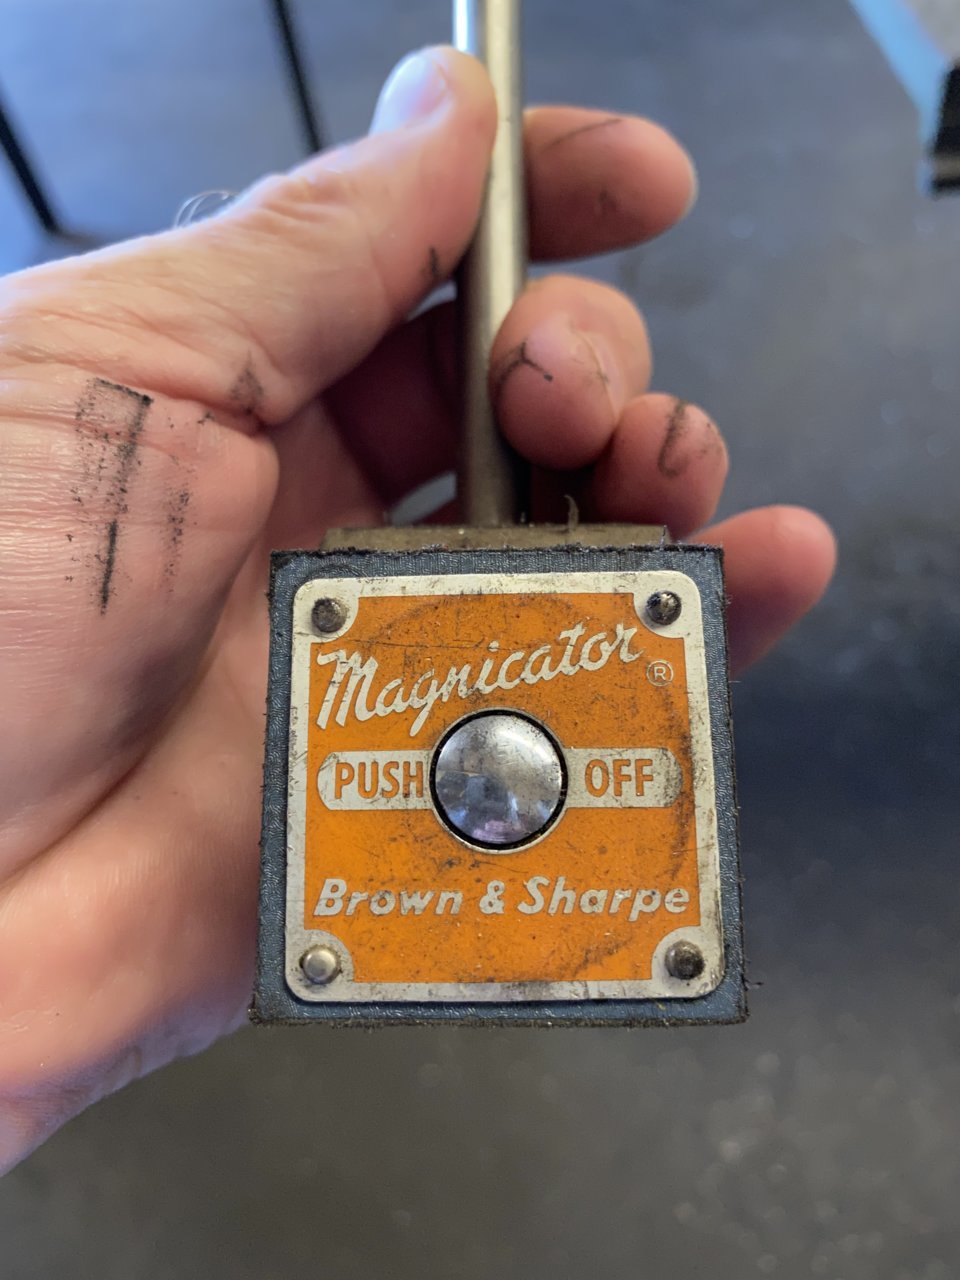 Magnicator ®
PUSH OFF
Brown & Sharpe